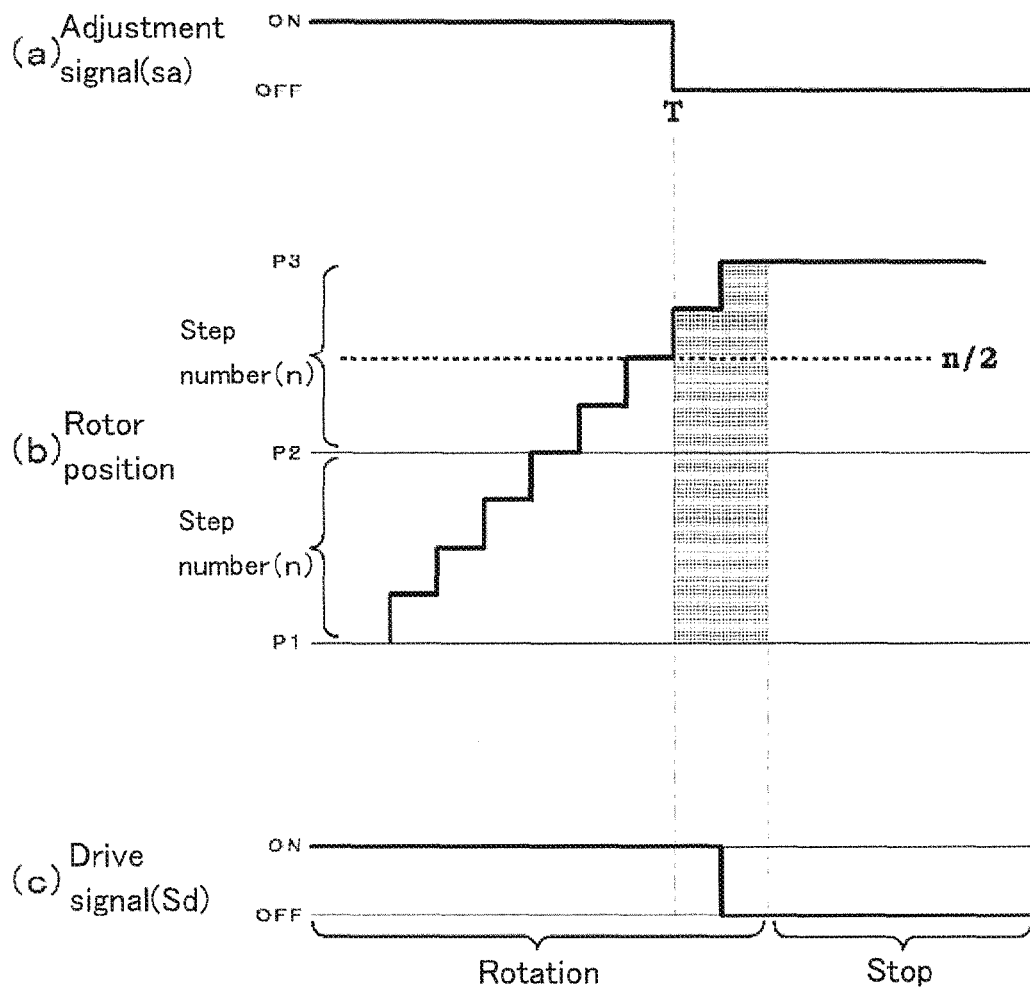 ON
(a) Adjustment
signal(sa)
OFF
T
P3
Step
number(n)
n/2
(b) Rotor
position
P2
Step
number(n)
P1
ON
(c) Drive
signal(Sd)
OFF
Rotation
Stop